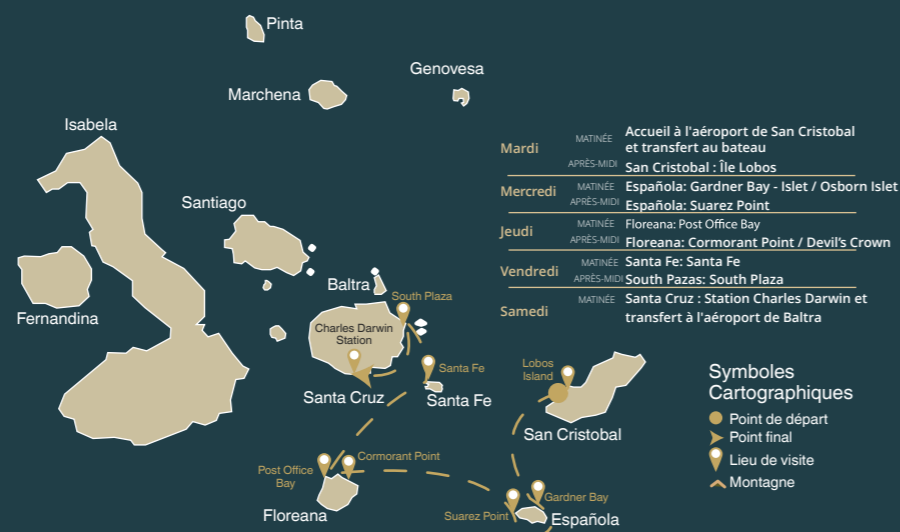 Pinta
Genovesa
Marchena
Isabela
Santiago
Fernandina
Baltra
South Plaza
Charles Darwin
Station
Santa Cruz
Santa Fe
Santa Fe
Lobos
Island
San Cristobal
Post Office
Bay
Cormorant Point
Floreana
Suarez Point
Gardner Bay
Española
Mardi
MATINÉE
Accueil à l'aéroport de San Cristobal
et transfert au bateau
APRÈS-MIDI
San Cristobal : Île Lobos
Mercredi
MATINÉE
Española: Gardner Bay - Islet / Osborn Islet
APRÈS-MIDI
Española: Suarez Point
Jeudi
MATINÉE
Floreana: Post Office Bay
APRÈS-MIDI
Floreana: Cormorant Point / Devil's Crown
Vendredi
MATINÉE
Santa Fe: Santa Fe
APRÈS-MIDI
South Pazas: South Plaza
Samedi
MATINÉE
Santa Cruz : Station Charles Darwin et
transfert à l'aéroport de Baltra
Symboles
Cartographiques
Point de départ
Point final
Lieu de visite
Montagne